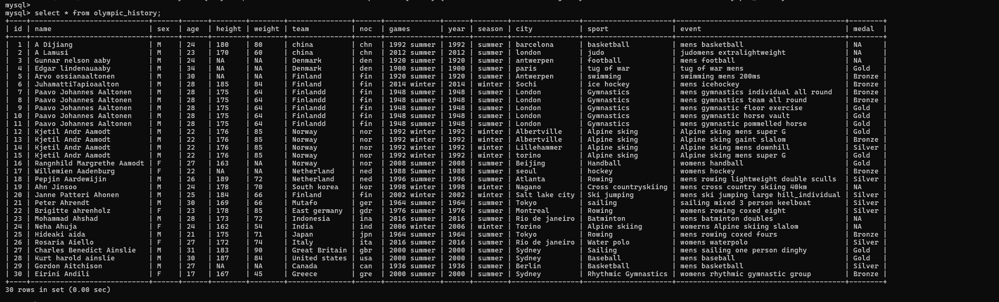 mysql>
mysql> select * from olympic_history;
| id | name | sex | age | height | weight | team | noc | games | year | season | city | sport | event | medal |
| 1 | A Dijiang | M | 24 | 180 | 80 | china | chn | 1992 summer | 1992 | summer | barcelona | basketball | mens basketball | NA |
| 2 | A Lamusi | M | 23 | 170 | 60 | china | chn | 2012 summer | 2012 | summer | london | judo | judomens extralightweight | NA |
| 3 | Gunnar nelson aaby | M | 24 | NA | NA | Denmark | den | 1920 summer | 1920 | summer | antwerpen | football | mens football | NA |
| 4 | Edgar lindenauaaby | M | 34 | NA | NA | Denmark | den | 1900 summer | 1900 | summer | paris | tug of war | tug of war mens | Gold |
| 5 | Arvo ossianaaltonen | M | 30 | NA | NA | Finland | fin | 1920 summer | 1920 | summer | Antwerpen | swimming | swimming mens 200ms | Bronze |
| 6 | JuhamattiTapioaalton | M | 28 | 185 | 84 | Finland | fin | 2014 winter | 2014 | winter | Sochi | ice hockey | mens icehockey | Bronze |
| 7 | Paavo Johannes Aaltonen | M | 28 | 175 | 64 | Finlandd | fin | 1948 summer | 1948 | summer | London | Gymnastics | mens gymnastics individual all round | Bronze |
| 8 | Paavo Johannes Aaltonen | M | 28 | 175 | 64 | Finlandd | fin | 1948 summer | 1948 | summer | London | Gymnastics | mens gymnastics team all round | Bronze |
| 9 | Paavo Johannes Aaltonen | M | 28 | 175 | 64 | Finlandd | fin | 1948 summer | 1948 | summer | London | Gymnastics | mens gymnastic floor exercise | Gold |
| 10 | Paavo Johannes Aaltonen | M | 28 | 175 | 64 | Finlandd | fin | 1948 summer | 1948 | summer | London | Gymnastics | mens gymnastic horse vault | Gold |
| 11 | Paavo Johannes Aaltonen | M | 28 | 175 | 64 | Finlandd | fin | 1948 summer | 1948 | summer | London | Gymnastics | mens gymnastic pommelled horse | Gold |
| 12 | Kjetil Andr Aamodt | M | 22 | 176 | 85 | Norway | nor | 1992 winter | 1992 | winter | Albertville | Alpine sking | Alpine sking mens super G | Gold |
| 13 | Kjetil Andr Aamodt | M | 22 | 176 | 85 | Norway | nor | 1992 winter | 1992 | winter | Albertville | Alpine sking | Alpine sking gaint slalom | Bronze |
| 14 | Kjetil Andr Aamodt | M | 22 | 176 | 85 | Norway | nor | 1992 winter | 1992 | winter | Lillehammer | Alpine sking | Alpine sking mens downhill | Silver |
| 15 | Kjetil Andr Aamodt | M | 22 | 176 | 85 | Norway | nor | 1992 winter | 1992 | winter | torino | Alpine sking | Alpine sking mens super G | Gold |
| 16 | Rangnhild Margrethe Aamodt | F | 27 | 163 | NA | Norway | nor | 2008 summer | 2008 | summer | Beijing | Handball | womens handball | Gold |
| 17 | Willemien Aadenburg | F | 22 | NA | NA | Netherland | ned | 1988 Summer | 1988 | summer | seoul | hockey | womens hockey | Bronze |
| 18 | Pepjin Aardewijin | M | 26 | 189 | 72 | Netherland | ned | 1996 summer | 1996 | summer | Atlanta | Rowing | mens rowing lightweight double sculls | Silver |
| 19 | Ahn Jinsoo | M | 24 | 178 | 70 | South korea | kor | 1998 winter | 1998 | winter | Nagano | Cross countryskiing | mens cross country skiing 40km | NA |
| 20 | Janne Patteri Ahonen | M | 25 | 184 | 66 | Finland | fin | 2002 winter | 2002 | winter | Salt lake city | Ski jumping | mens ski jumping large hill_individual | Silver |
| 21 | Peter Ahrendt | M | 30 | 169 | 66 | Mutafo | ger | 1964 summer | 1964 | summer | Tokyo | sailing | sailing mixed 3 person keelboat | Silver |
| 22 | Brigitte ahrenholz | F | 23 | 178 | 85 | East germany | gdr | 1976 summer | 1976 | summer | Montreal | Rowing | womens rowing coxed eight | Silver |
| 23 | Mohammad Ahshad | M | 28 | 173 | 72 | Indonesia | ina | 2016 summer | 2016 | summer | Rio de janeiro | Batminton | mens batminton doubles | NA |
| 24 | Neha Ahuja | F | 24 | 162 | 54 | India | ind | 2006 winter | 2006 | winter | Torino | Alpine skiing | womerns Alpine skiing slalom | NA |
| 25 | Hideaki aida | M | 21 | 175 | 71 | Japan | jpn | 1964 summer | 1964 | summer | Tokyo | Rowing | mens rowing coxed fours | Bronze |
| 26 | Rosaria Aiello | F | 27 | 172 | 74 | Italy | ita | 2016 summer | 2016 | summer | Rio de janeiro | Water polo | womens waterpolo | Silver |
| 27 | Charles Benedict Ainslie | M | 31 | 183 | 90 | Great Britain | gbr | 2000 summer | 2000 | summer | Sydney | Sailing | mens sailing one person dinghy | Gold |
| 28 | Kurt harold ainslie | M | 30 | 187 | 84 | United states | usa | 2000 summer | 2000 | summer | Sydney | Baseball | mens baseball | Gold |
| 29 | Gordon Aitchison | M | 27 | NA | NA | Canada | can | 1936 summer | 1936 | summer | Berlin | Basketball | mens basketball | Silver |
| 30 | Eirini Andili | F | 17 | 167 | 45 | Greece | gre | 2000 summer | 2000 | summer | Sydney | Rhythmic Gymnastics | womens rhythmic gymnastic group | Bronze |
30 rows in set (0.00 sec)